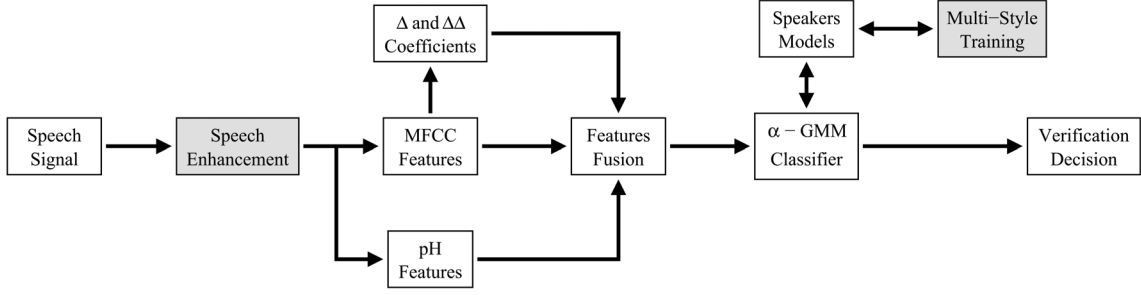 Δ and ΔΔ
Coefficients
Speakers
Models
Multi−Style
Training
Speech
Signal
Speech
Enhancement
MFCC
Features
Features
Fusion
α − GMM
Classifier
Verification
Decision
pH
Features